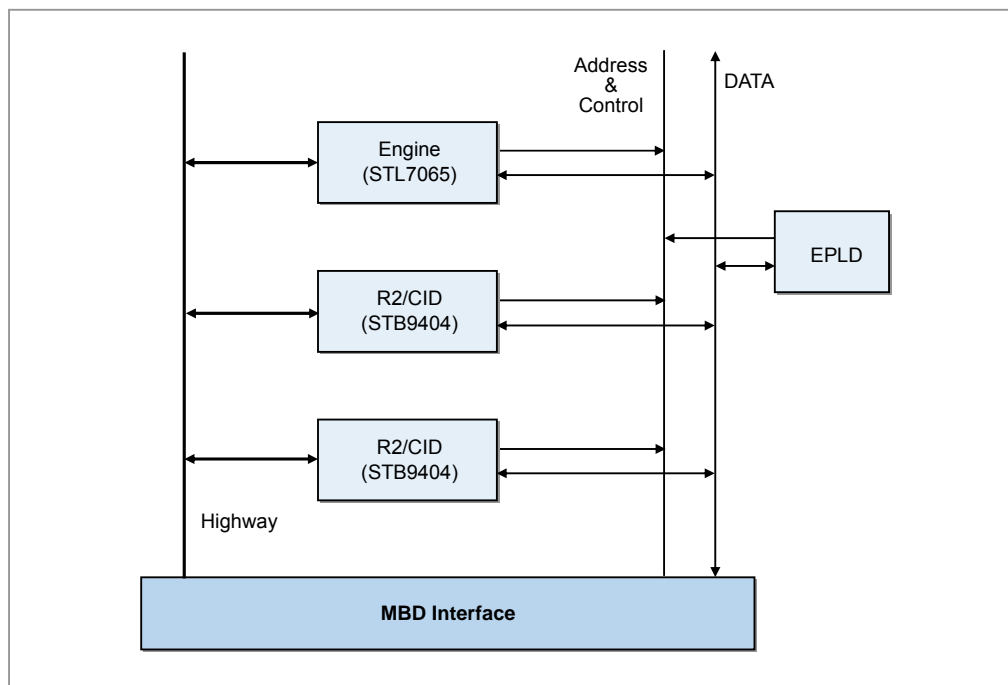 Address
&
Control
DATA
Engine
(STL7065)
EPLD
R2/CID
(STB9404)
R2/CID
(STB9404)
Highway
MBD Interface